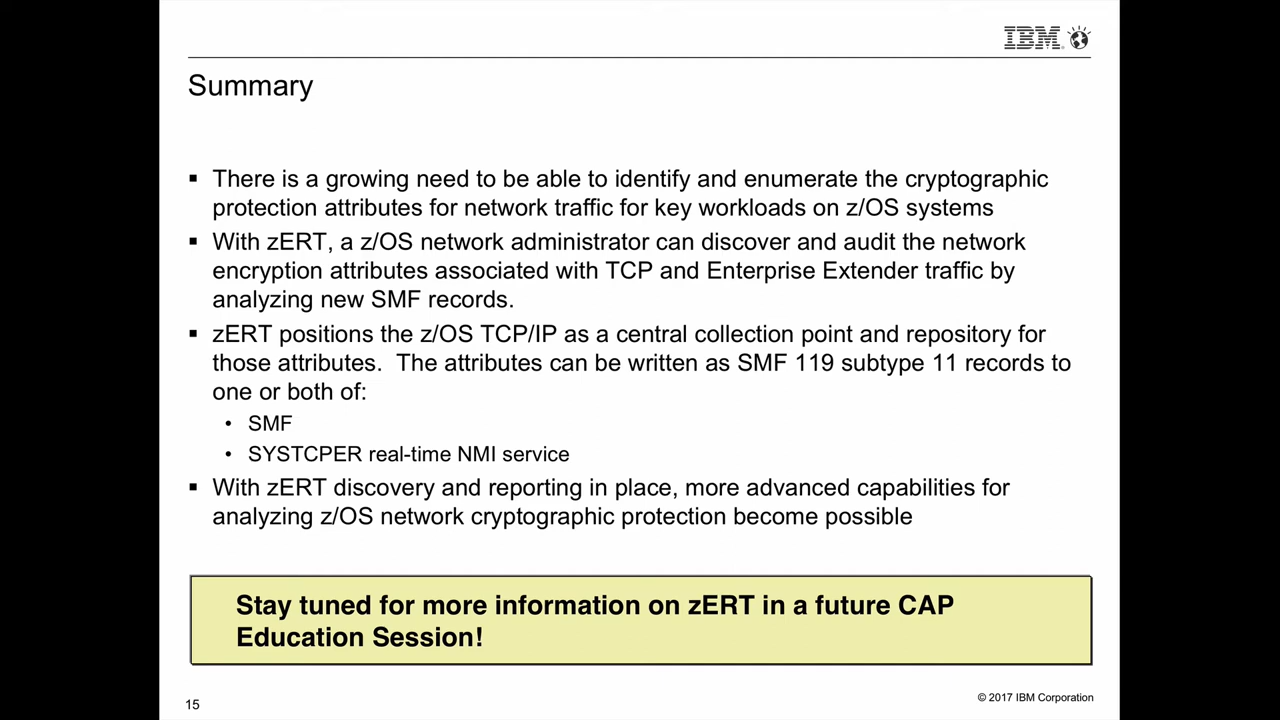 IBM
Summary
▪ There is a growing need to be able to identify and enumerate the cryptographic
protection attributes for network traffic for key workloads on z/OS systems
▪ With zERT, a z/OS network administrator can discover and audit the network
encryption attributes associated with TCP and Enterprise Extender traffic by
analyzing new SMF records.
▪ zERT positions the z/OS TCP/IP as a central collection point and repository for
those attributes.  The attributes can be written as SMF 119 subtype 11 records to
one or both of:
• SMF
• SYSTCPER real-time NMI service
▪ With zERT discovery and reporting in place, more advanced capabilities for
analyzing z/OS network cryptographic protection become possible
Stay tuned for more information on zERT in a future CAP
Education Session!
15
© 2017 IBM Corporation